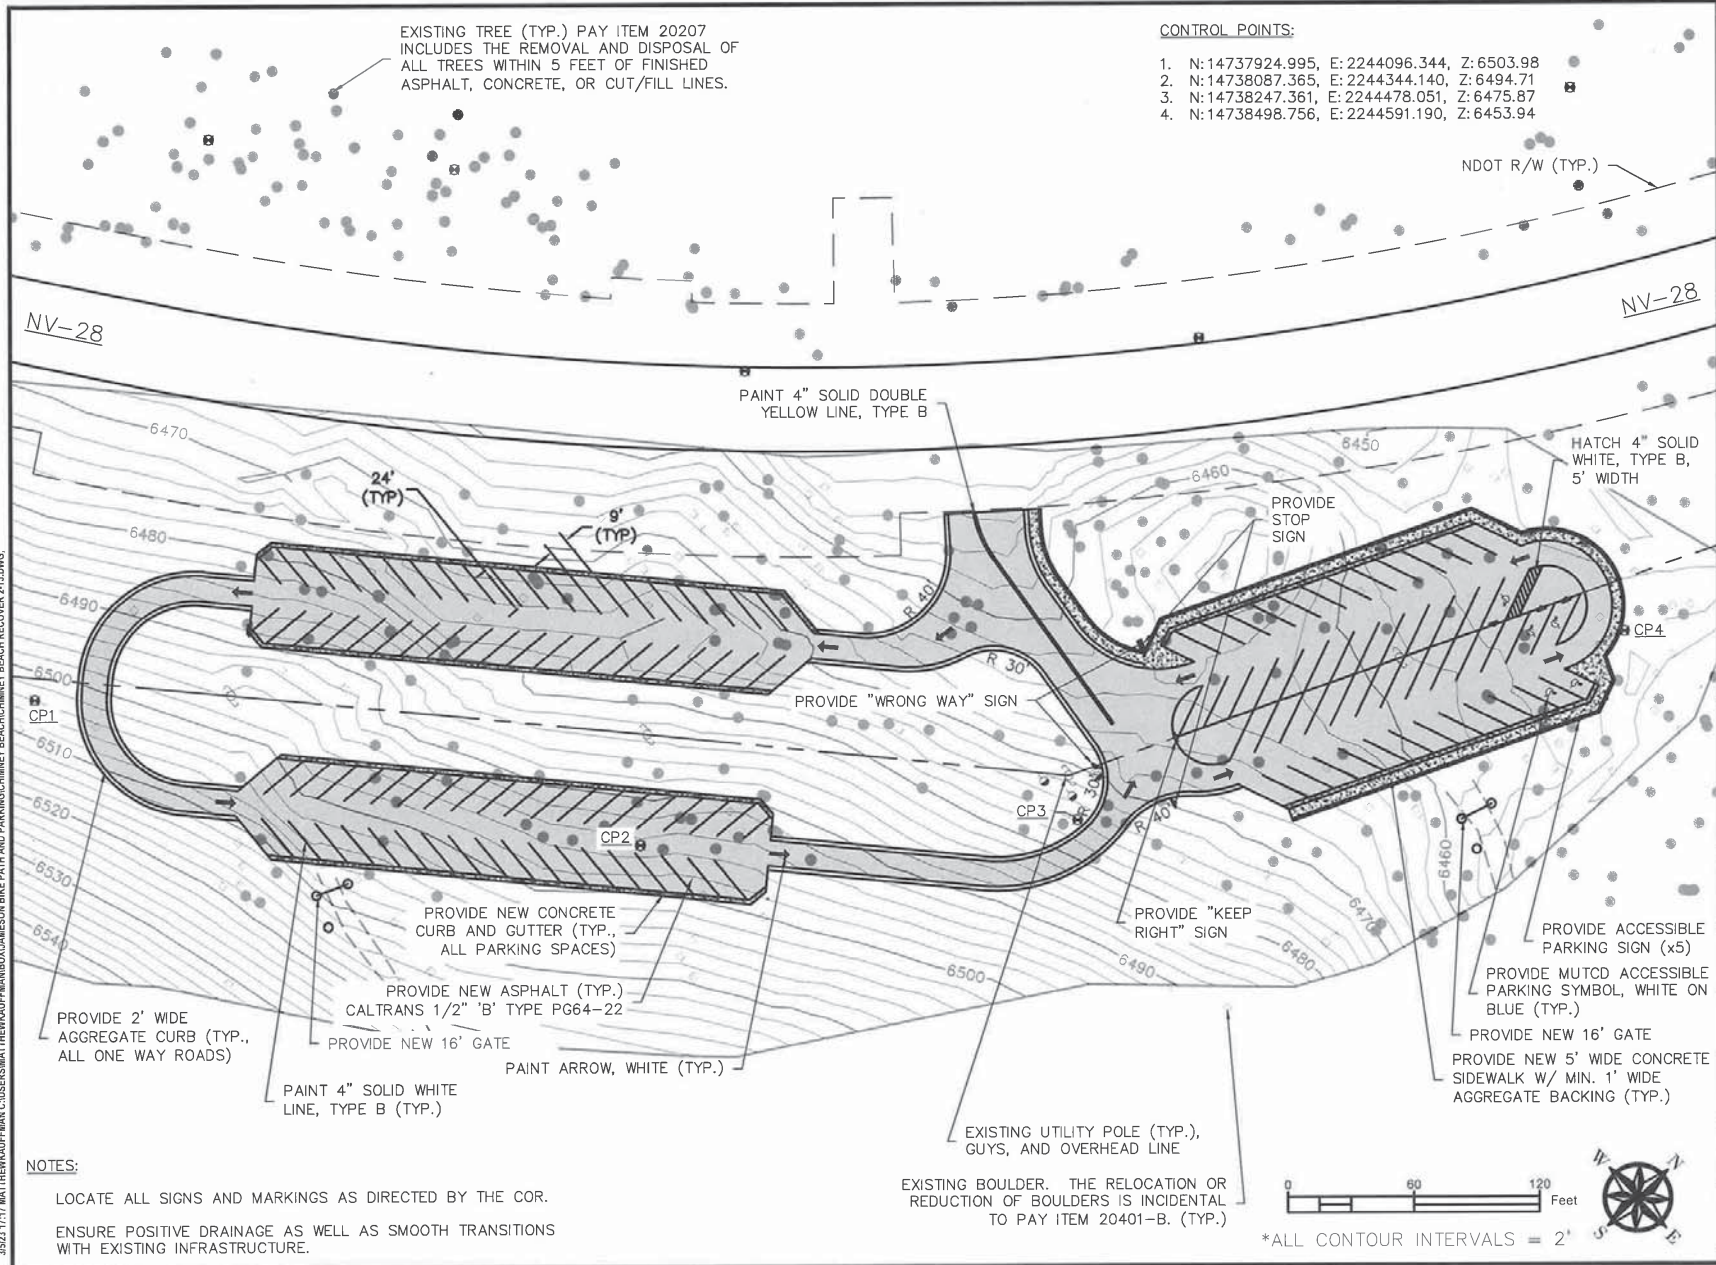 EXISTING TREE (TYP.) PAY ITEM 20207
INCLUDES THE REMOVAL AND DISPOSAL OF
ALL TREES WITHIN 5 FEET OF FINISHED
ASPHALT, CONCRETE, OR CUT/FILL LINES.
CONTROL POINTS:
1. N:14737924.995, E:2244096.344, Z:6503.98
2. N:14738087.365, E:2244344.140, Z:6494.71
3. N:14738247.361, E:2244478.051, Z:6475.87
4. N:14738498.756, E:2244591.190, Z:6453.94
NDOT R/W (TYP.)
NV-28
NV-28
PAINT 4" SOLID DOUBLE
YELLOW LINE, TYPE B
6470
6450
6460
HATCH 4" SOLID
WHITE, TYPE B,
5' WIDTH
24'
(TYP)
9'
(TYP)
PROVIDE
STOP
SIGN
6480
6490
R 40'
CP4
R 30'
6500
PROVIDE "WRONG WAY" SIGN
CP1
6510
R 30'
CP3
R 40'
6520
CP2
6460
6530
PROVIDE NEW CONCRETE
CURB AND GUTTER (TYP.,
ALL PARKING SPACES)
PROVIDE "KEEP
RIGHT" SIGN
6470
6540
6480
6490
6500
PROVIDE ACCESSIBLE
PARKING SIGN (x5)
PROVIDE NEW ASPHALT (TYP.)
CALTRANS 1/2" 'B' TYPE PG64-22
PROVIDE MUTCD ACCESSIBLE
PARKING SYMBOL, WHITE ON
BLUE (TYP.)
PROVIDE 2' WIDE
AGGREGATE CURB (TYP.,
ALL ONE WAY ROADS)
PROVIDE NEW 16' GATE
PROVIDE NEW 16' GATE
PAINT ARROW, WHITE (TYP.)
PROVIDE NEW 5' WIDE CONCRETE
SIDEWALK W/ MIN. 1' WIDE
AGGREGATE BACKING (TYP.)
PAINT 4" SOLID WHITE
LINE, TYPE B (TYP.)
EXISTING UTILITY POLE (TYP.),
GUYS, AND OVERHEAD LINE
NOTES:
LOCATE ALL SIGNS AND MARKINGS AS DIRECTED BY THE COR.
ENSURE POSITIVE DRAINAGE AS WELL AS SMOOTH TRANSITIONS
WITH EXISTING INFRASTRUCTURE.
EXISTING BOULDER. THE RELOCATION OR
REDUCTION OF BOULDERS IS INCIDENTAL
TO PAY ITEM 20401-B. (TYP.)
0 60 120
Feet
*ALL CONTOUR INTERVALS = 2'
W N
S E